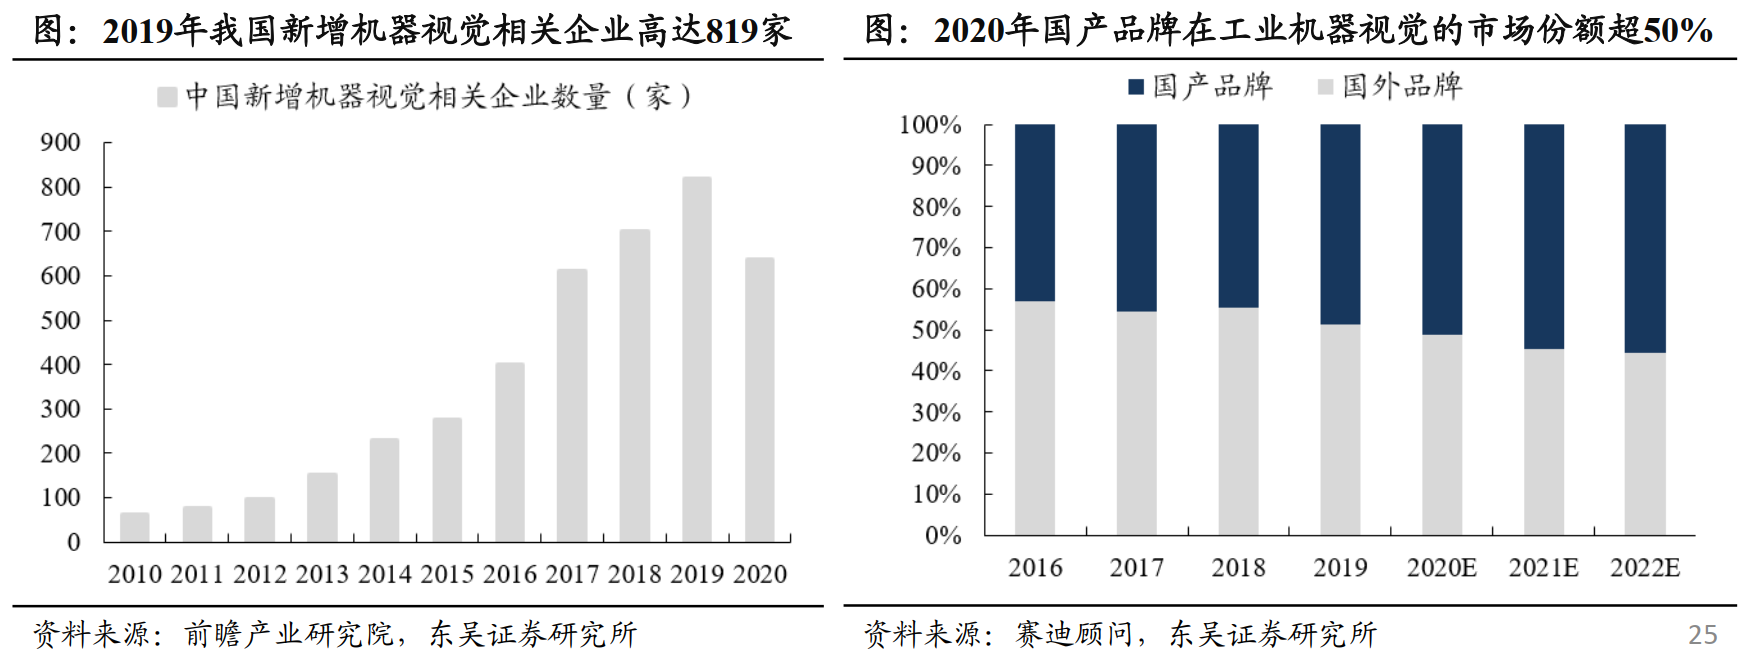 图：2019年我国新增机器视觉相关企业高达819家
中国新增机器视觉相关企业数量（家）
900
800
700
600
500
400
300
200
100
0
2010 2011 2012 2013 2014 2015 2016 2017 2018 2019 2020
资料来源：前瞻产业研究院，东吴证券研究所
图：2020年国产品牌在工业机器视觉的市场份额超50%
国产品牌 国外品牌
100%
90%
80%
70%
60%
50%
40%
30%
20%
10%
0%
2016 2017 2018 2019 2020E 2021E 2022E
资料来源：赛迪顾问，东吴证券研究所
25